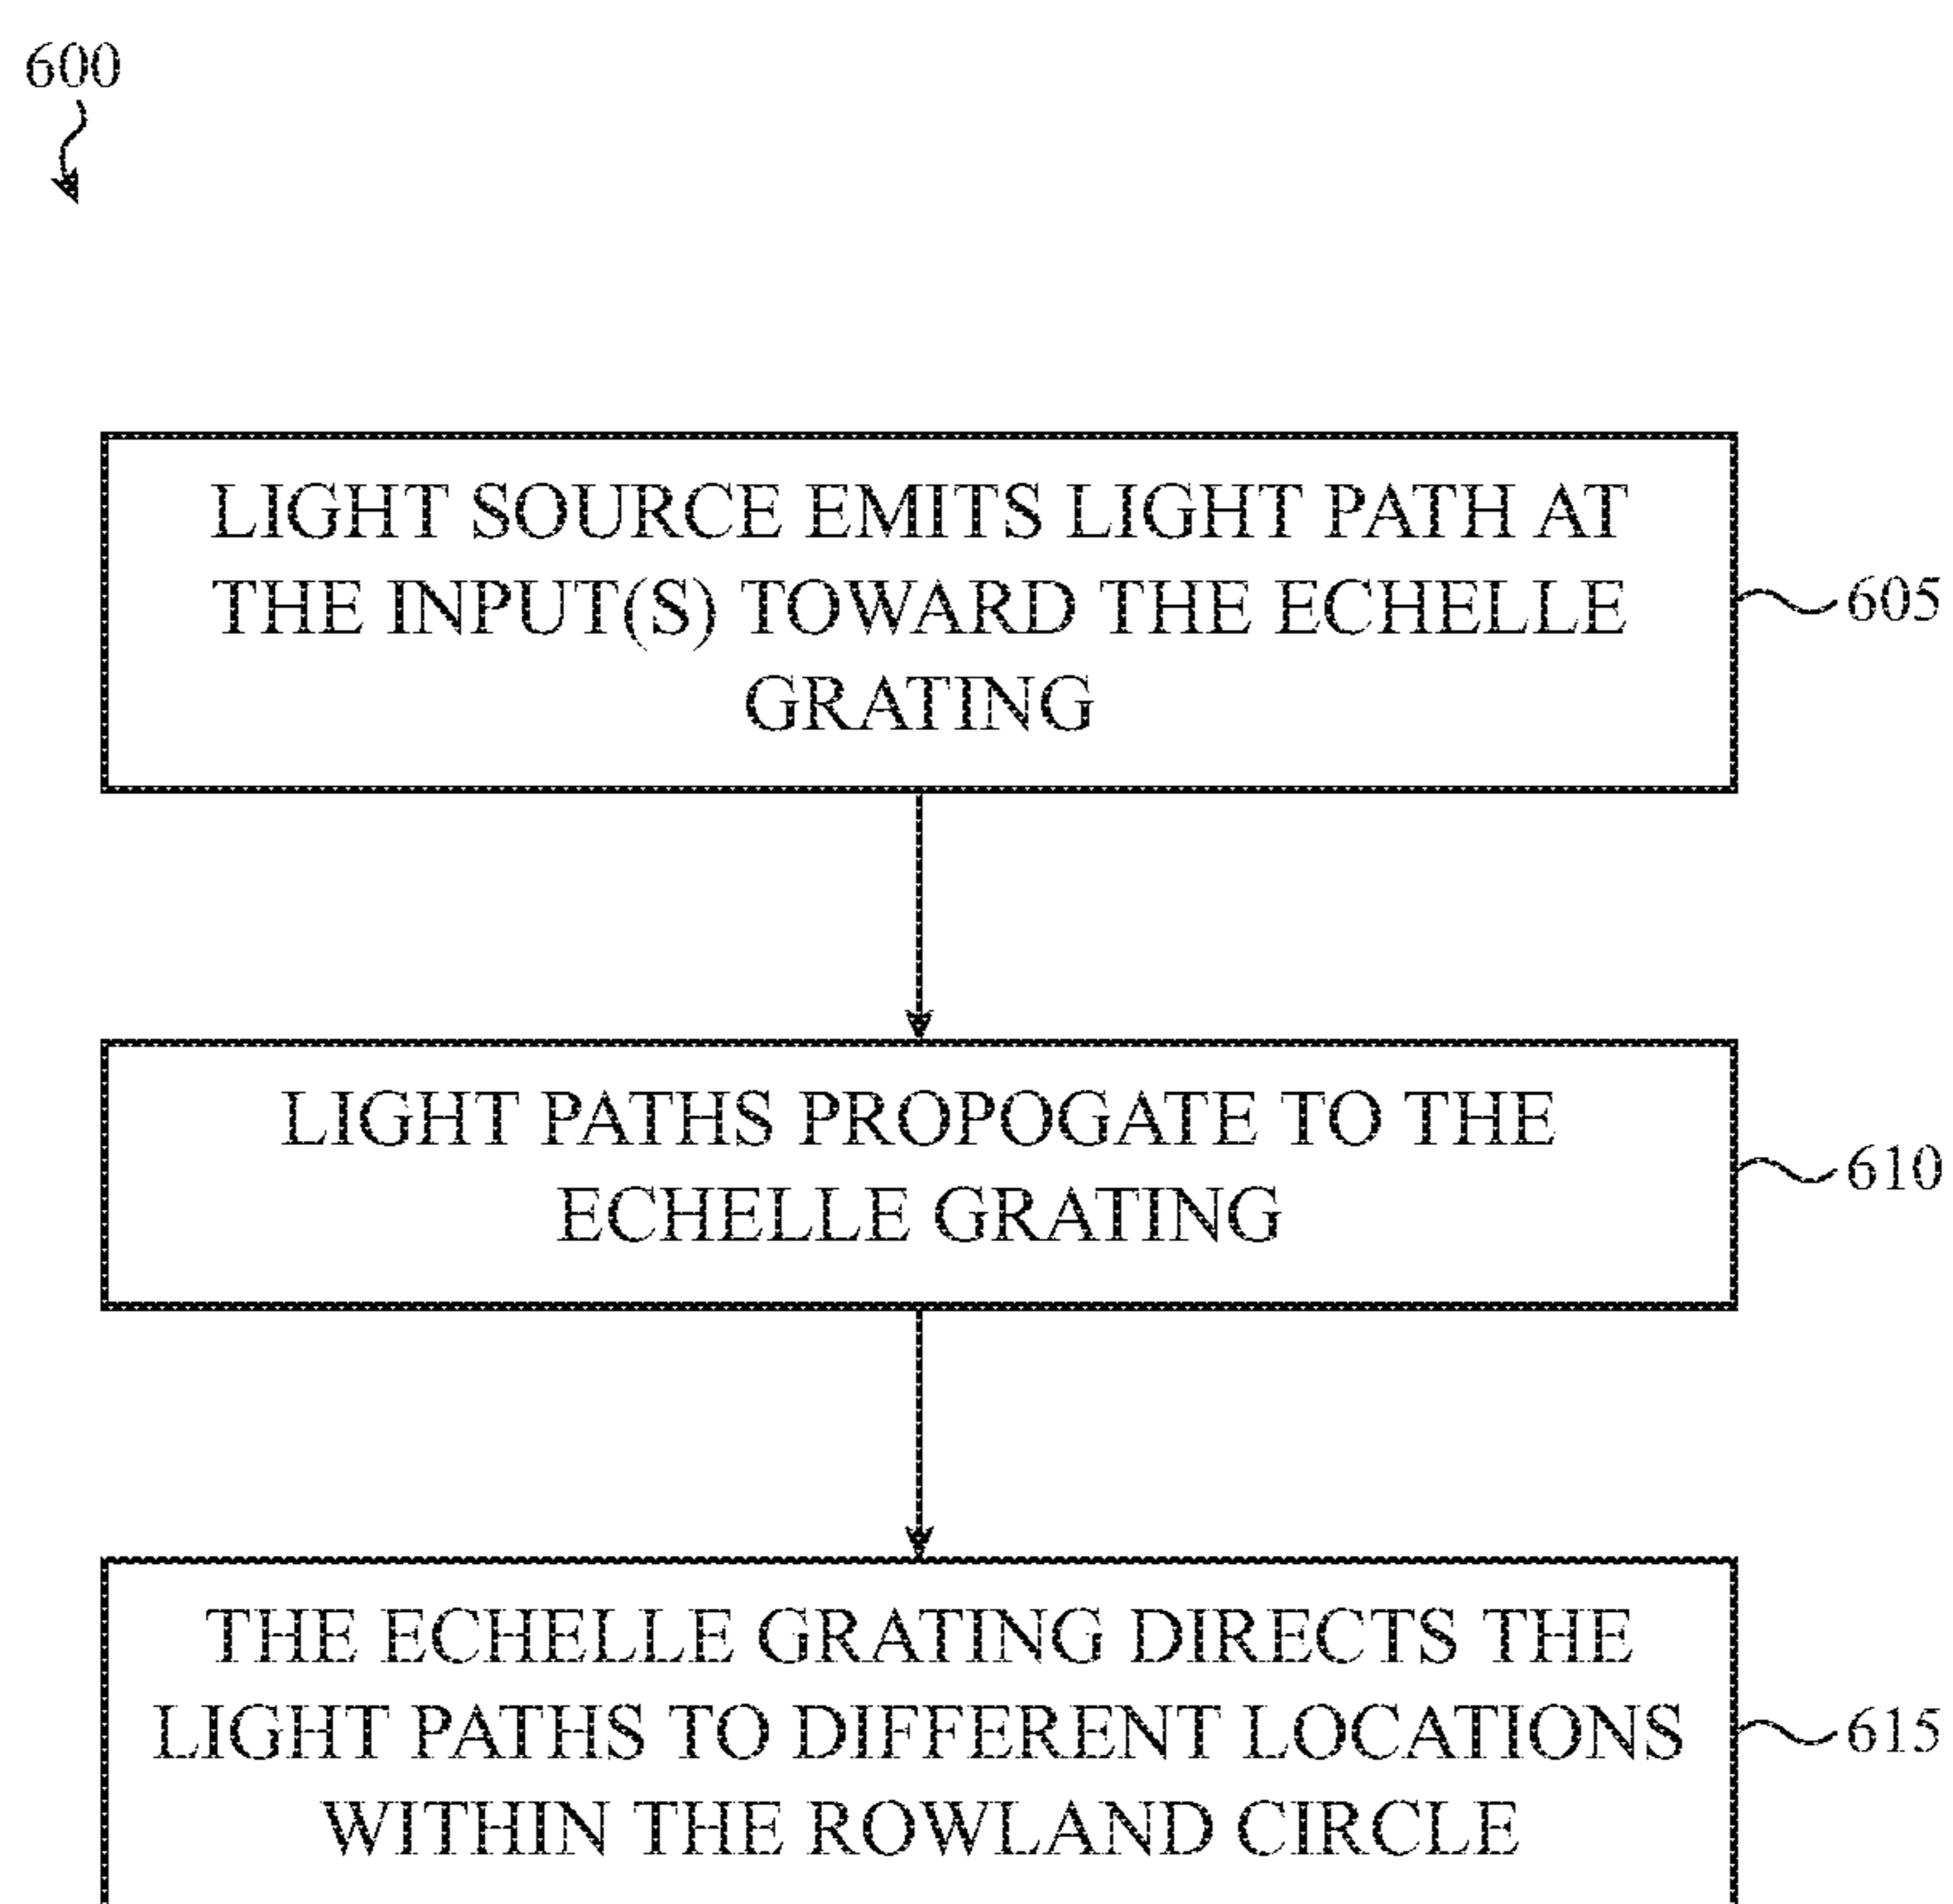 600
LIGHT SOURCE EMITS LIGHT PATH AT
THE INPUT(S) TOWARD THE ECHELLE
GRATING
605
LIGHT PATHS PROPOGATE TO THE
ECHELLE GRATING
610
THE ECHELLE GRATING DIRECTS THE
LIGHT PATHS TO DIFFERENT LOCATIONS
WITHIN THE ROWLAND CIRCLE
615